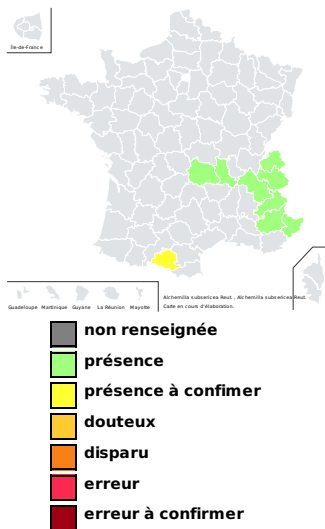 Île-de-France
Guadeloupe Martinique Guyane La Réunion Mayotte
Alchemilla subsericea Reut. , Alchemilla subsericea Reut.
Carte en cours d'élaboration.
non renseignée
présence
présence à confimer
douteux
disparu
erreur
erreur à confirmer